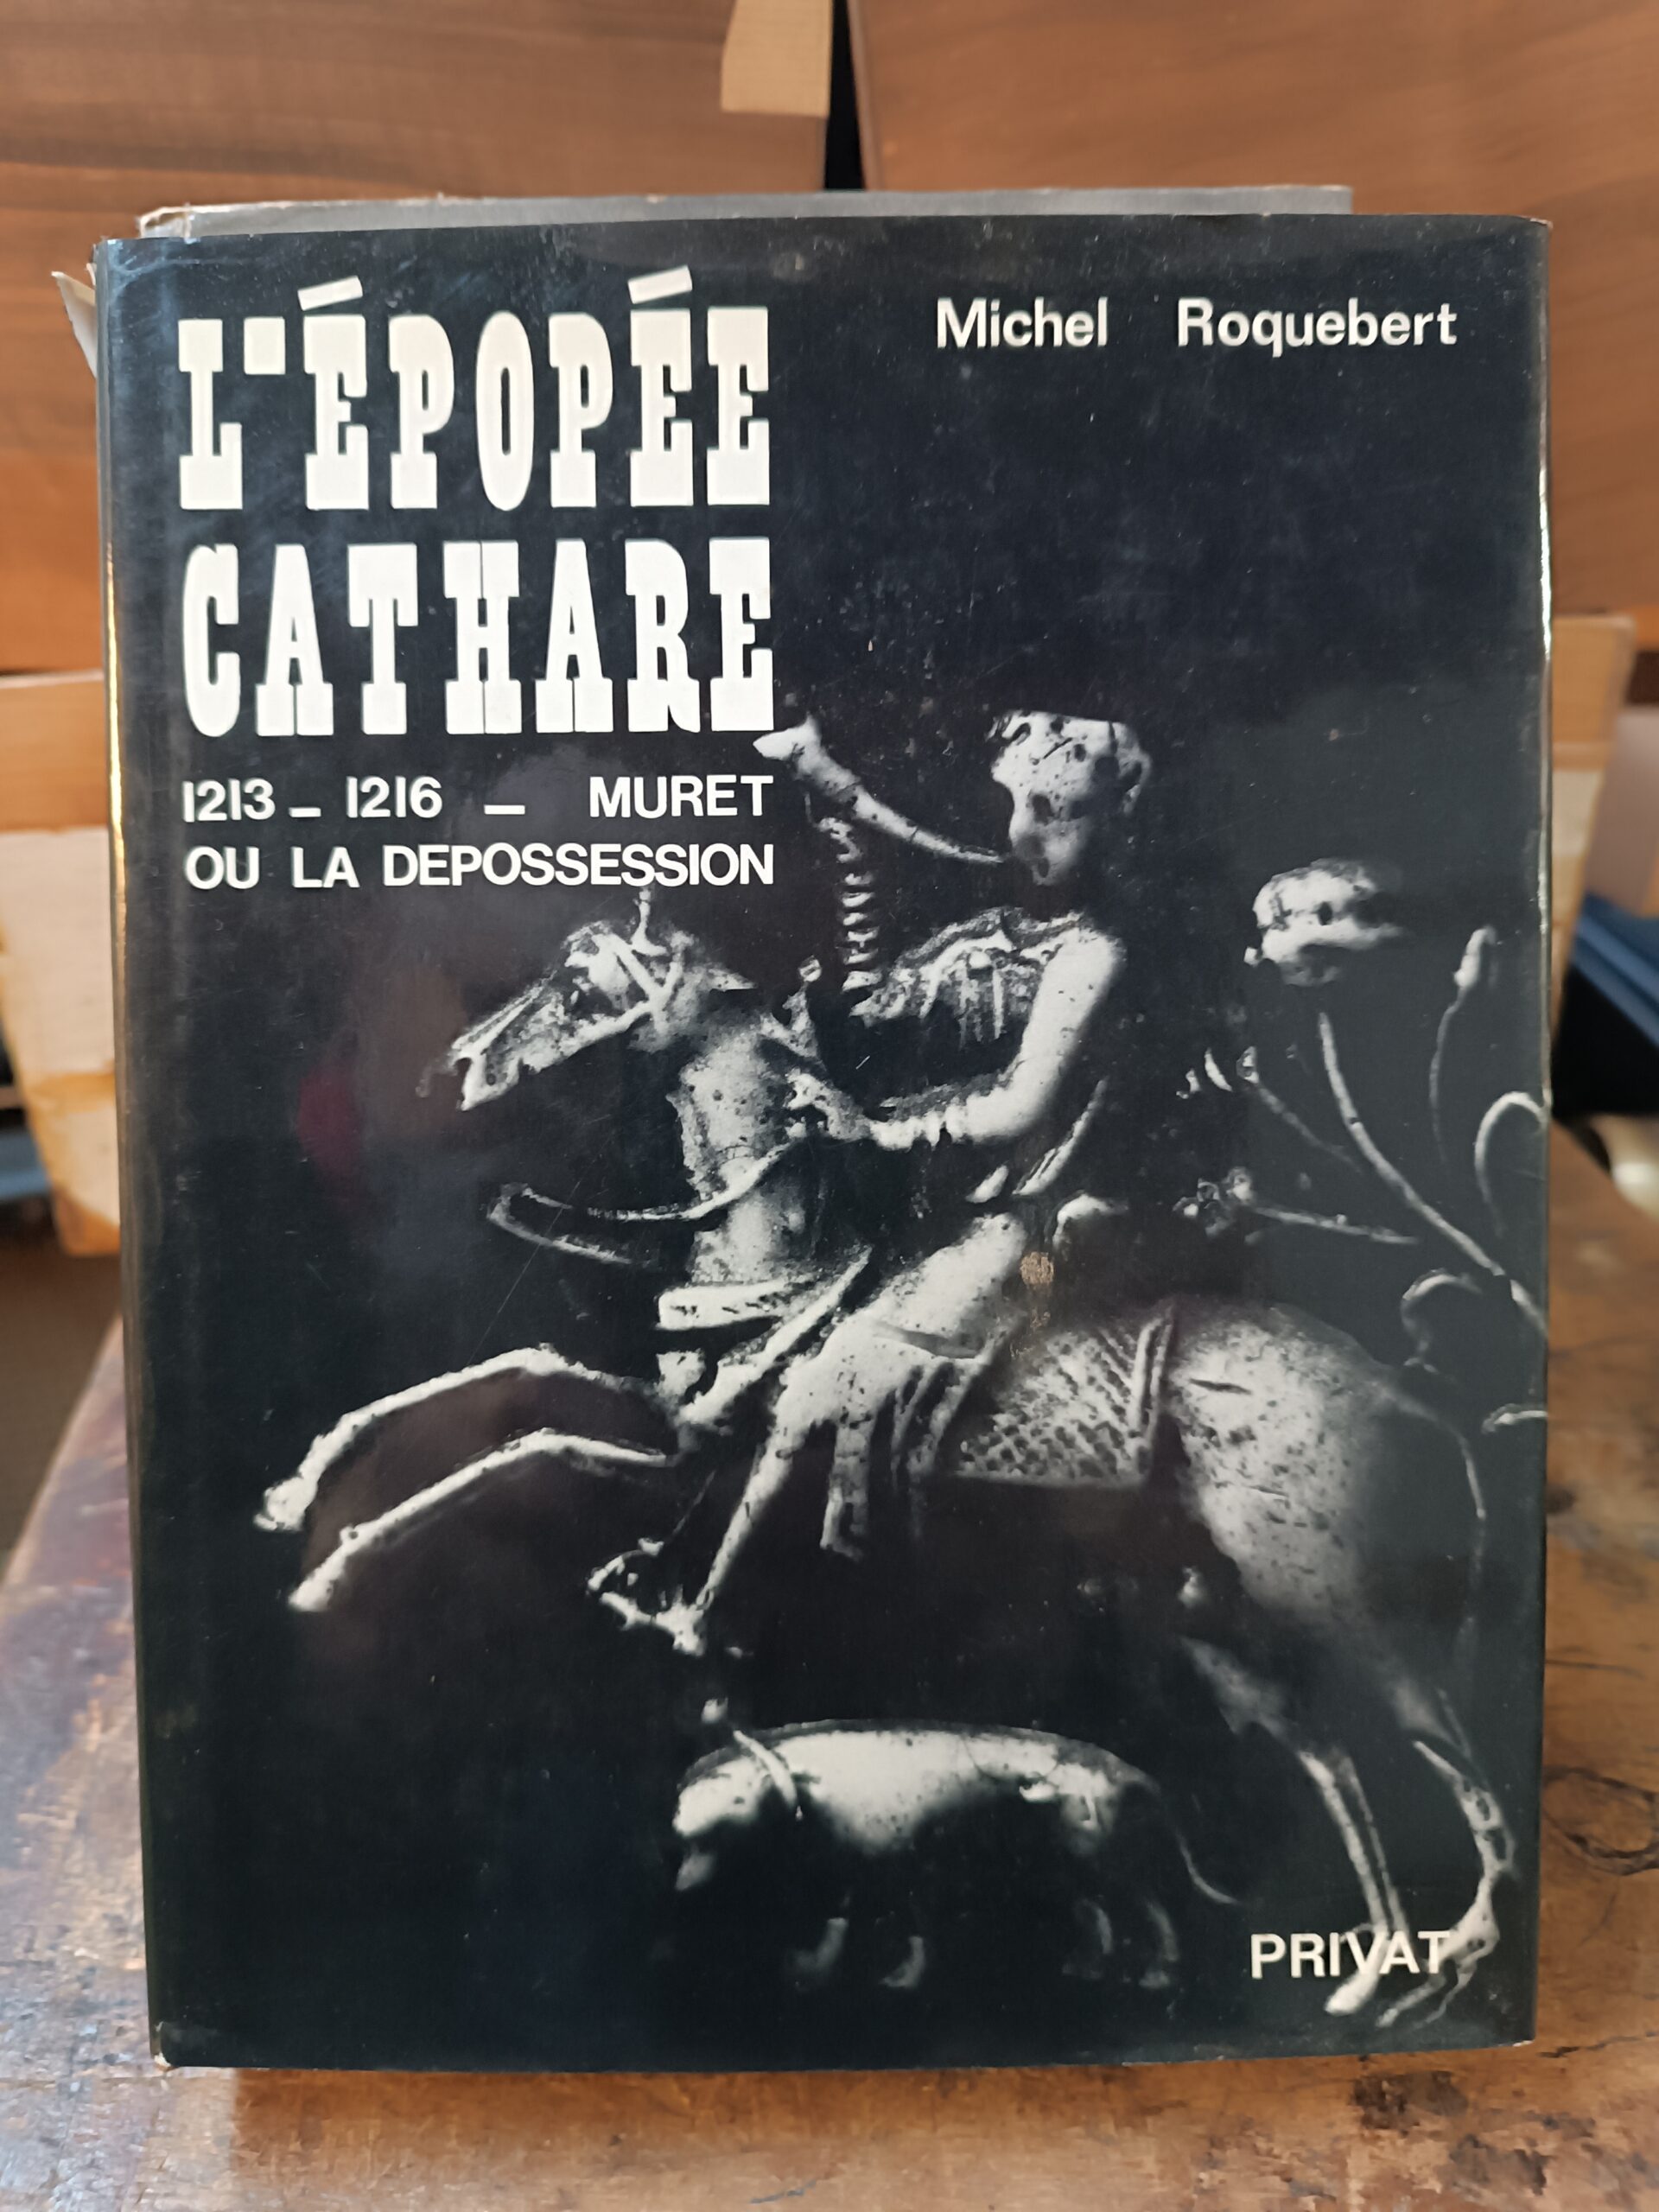 L'ÉPOPÉE
CATHARE
1213 _ 1216 _ MURET
OU LA DEPOSSESSION
Michel Roquebert
PRIVAT